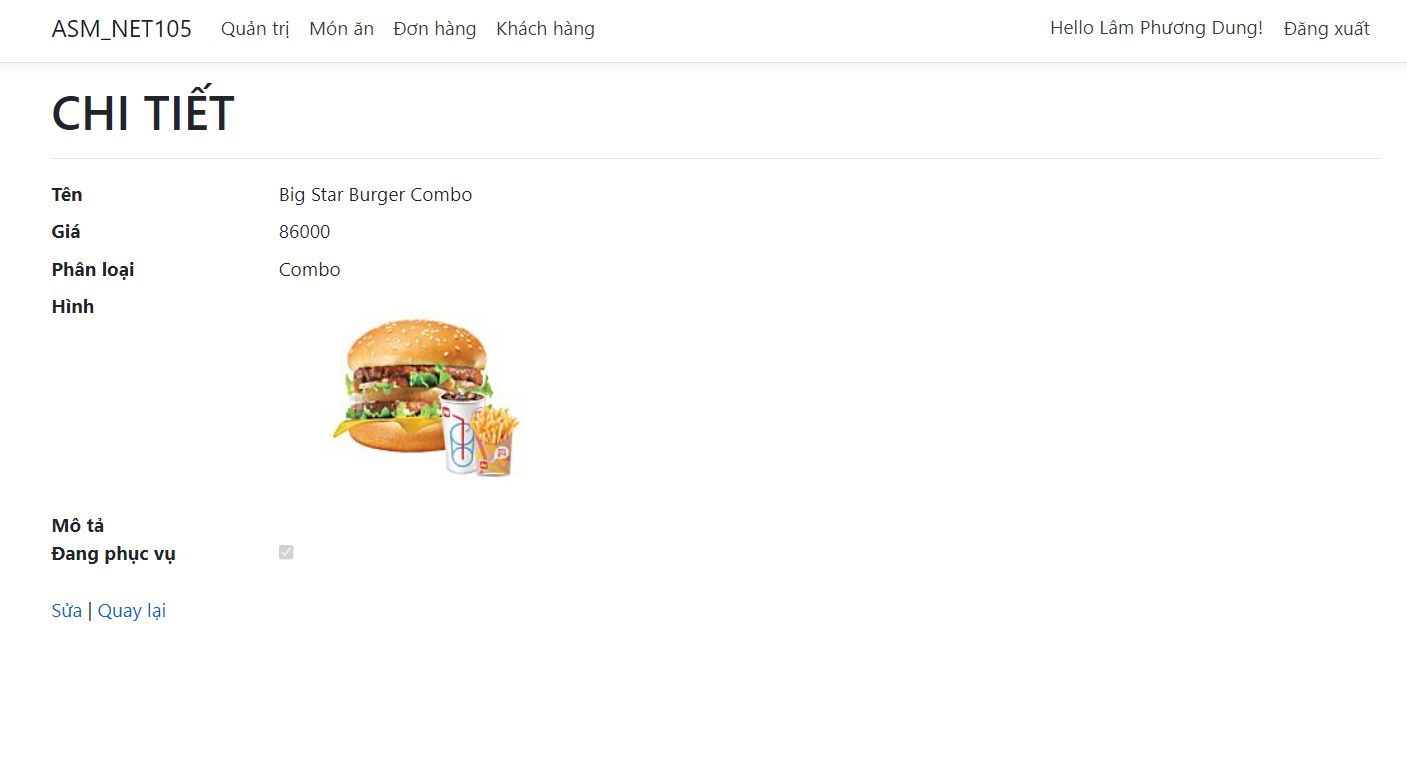 ASM_NET105 Quản trị Món ăn Đơn hàng Khách hàng Hello Lâm Phương Dung! Đăng xuất
CHI TIẾT
Tên Big Star Burger Combo
Giá 86000
Phân loại Combo
Hình
Mô tả
Đang phục vụ
Sửa | Quay lại